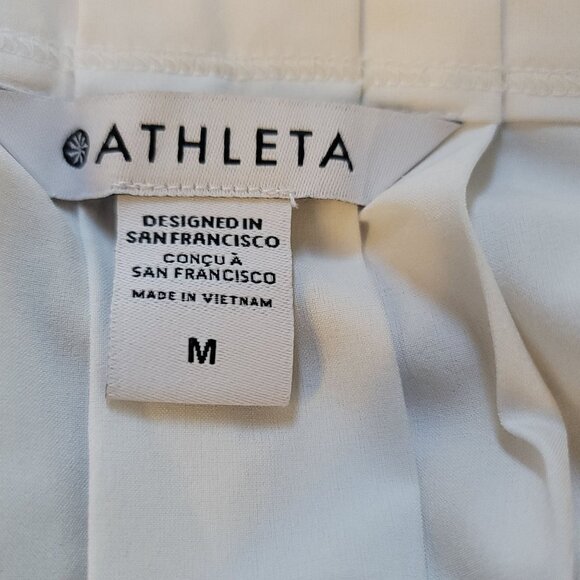 ATHLETA
DESIGNED IN
SAN FRANCISCO
CONÇU À
SAN FRANCISCO
MADE IN VIETNAM
M